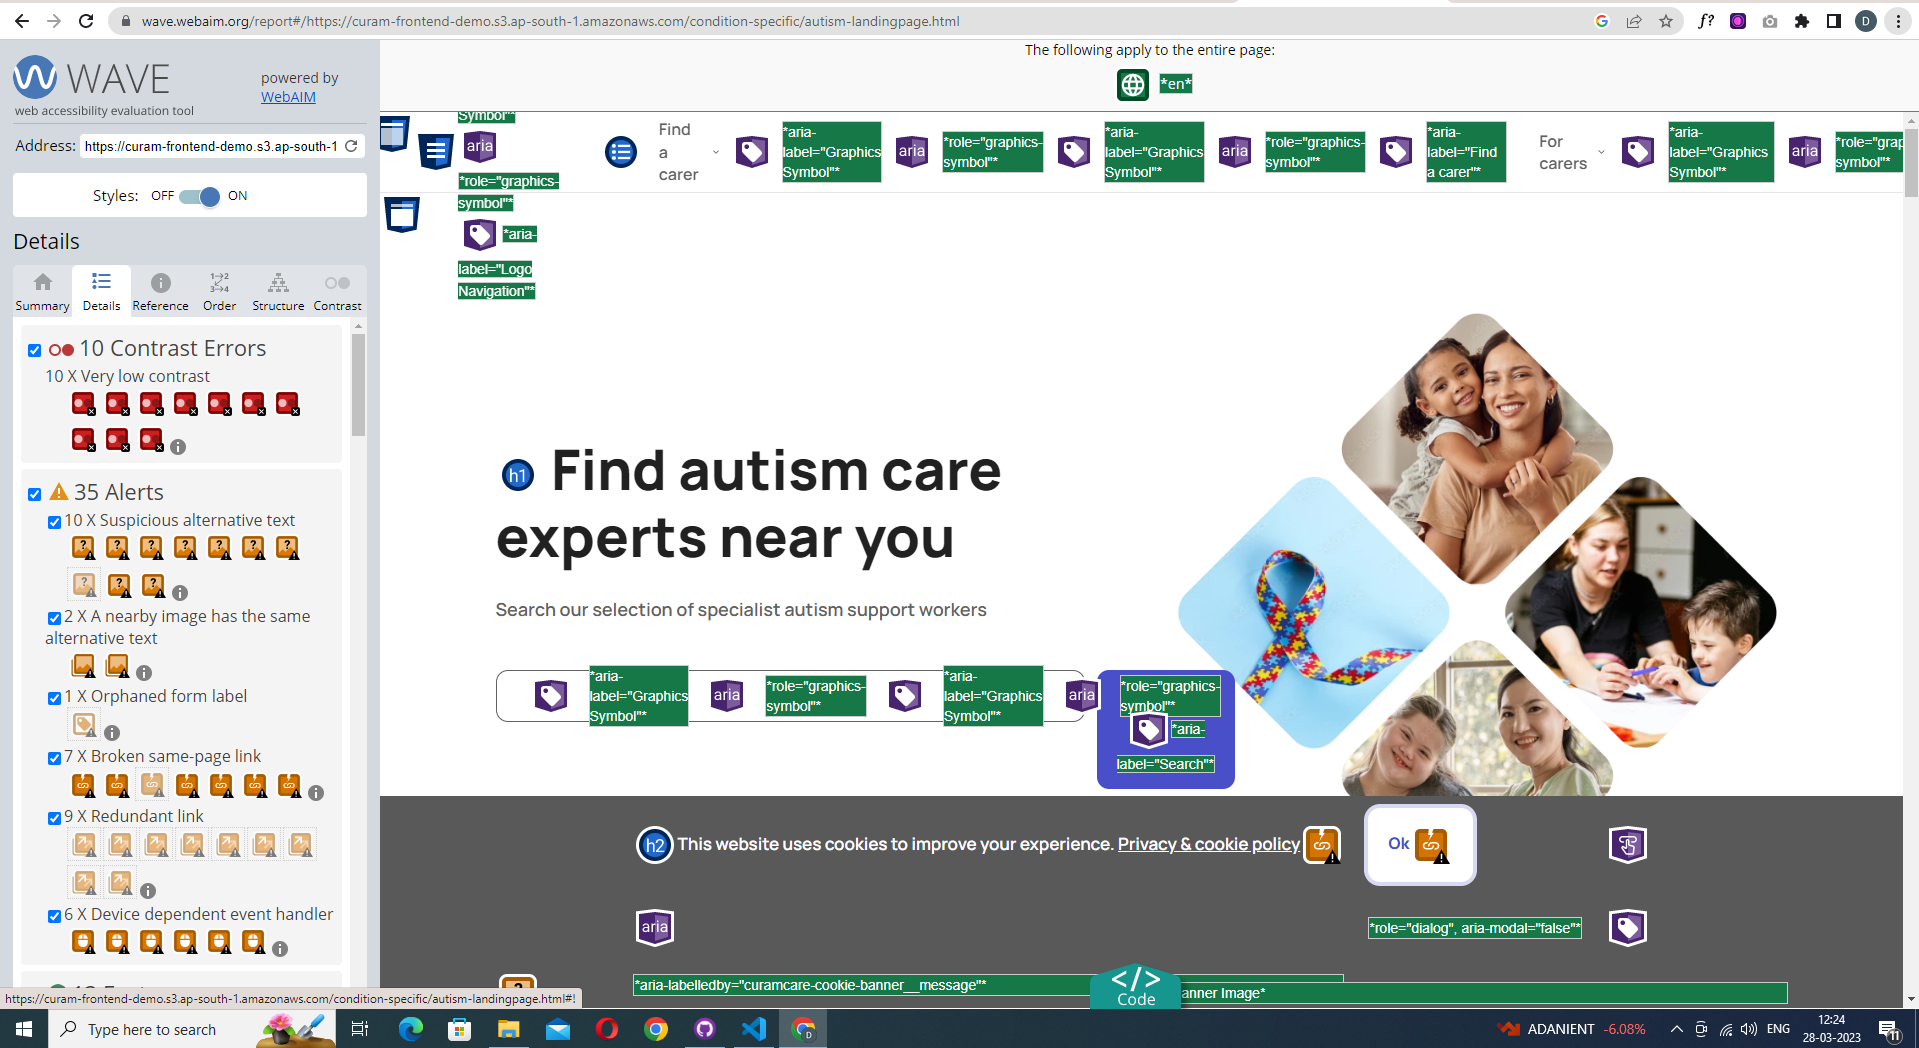 wave.webaim.org/report#/https://curam-frontend-demo.s3.ap-south-1.amazonaws.com/condition-specific/autism-landingpage.html
f?
D
WAVE
web accessibility evaluation tool
powered by
WebAIM
Address: https://curam-frontend-demo.s3.ap-south-1
Styles: OFF ON
Details
Summary Details Reference Order Structure Contrast
10 Contrast Errors
10 X Very low contrast
35 Alerts
10 X Suspicious alternative text
2 X A nearby image has the same
alternative text
1 X Orphaned form label
7 X Broken same-page link
9 X Redundant link
6 X Device dependent event handler
https://curam-frontend-demo.s3.ap-south-1.amazonaws.com/condition-specific/autism-landingpage.html#!
The following apply to the entire page:
*en*
Symbol"*
aria
*role="graphics-
symbol"*
*aria-
label="Logo
Navigation"*
Find
a
carer
*aria-
label="Graphics
Symbol"*
aria
*role="graphics-
symbol"*
*aria-
label="Graphics
Symbol"*
aria
*role="graphics-
symbol"*
*aria-
label="Find
a carer"*
For
carers
*aria-
label="Graphics
Symbol"*
aria
*role="grap
symbol"*
h1 Find autism care
experts near you
Search our selection of specialist autism support workers
*aria-
label="Graphics
Symbol"*
aria
*role="graphics-
symbol"*
*aria-
label="Graphics
Symbol"*
aria
*role="graphics-
symbol"*
*aria-
label="Search"*
h2 This website uses cookies to improve your experience. Privacy & cookie policy
Ok
aria
*role="dialog", aria-modal="false"*
*aria-labelledby="curamcare-cookie-banner__message"*
anner Image*
</>
Code
Type here to search
ADANIENT -6.08%
ENG
12:24
28-03-2023
11